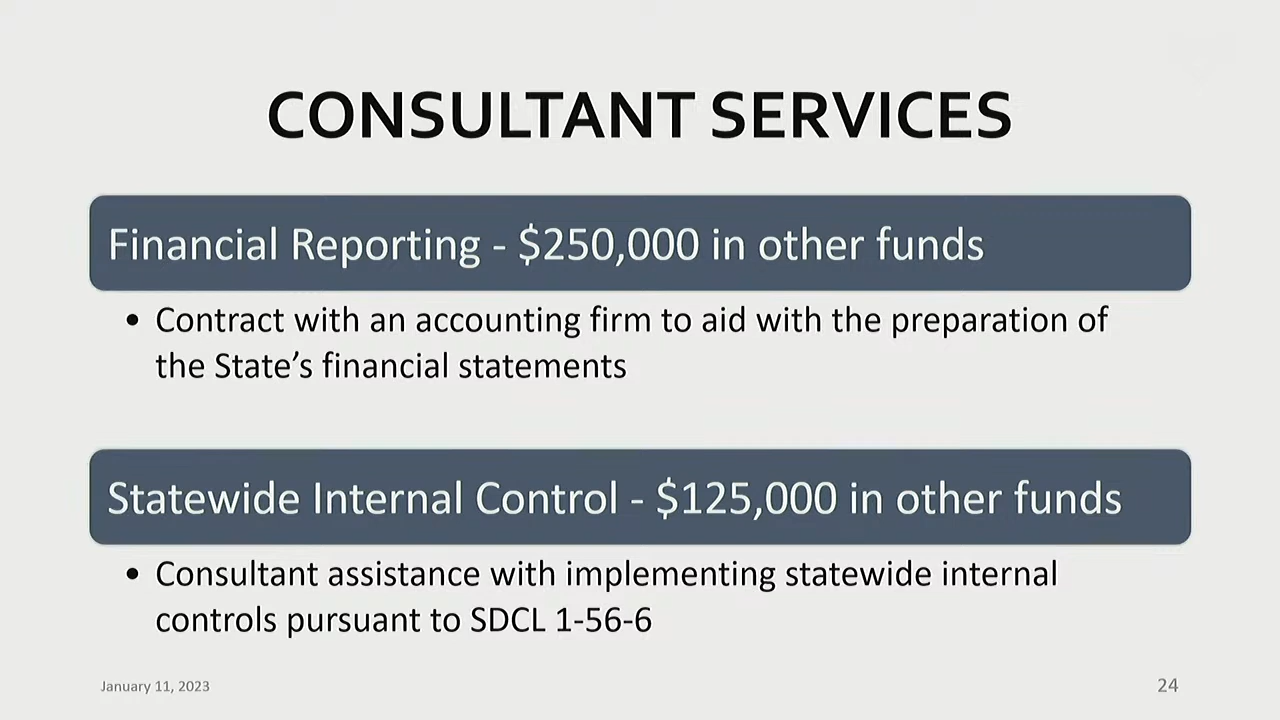 CONSULTANT SERVICES
Financial Reporting - $250,000 in other funds
• Contract with an accounting firm to aid with the preparation of
the State’s financial statements
Statewide Internal Control - $125,000 in other funds
• Consultant assistance with implementing statewide internal
controls pursuant to SDCL 1-56-6
January 11, 2023
24